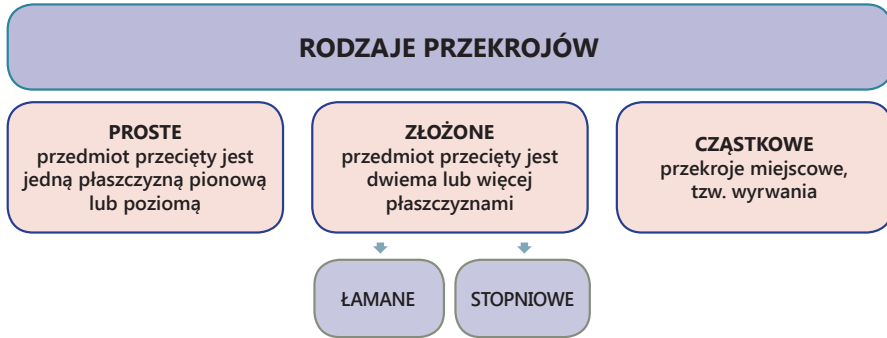 RODZAJE PRZEKROJÓW
PROSTE
przedmiot przecięty jest
jedną płaszczyzną pionową
lub poziomą
ZŁOŻONE
przedmiot przecięty jest
dwiema lub więcej
płaszczyznami
CZĄSTKOWE
przekroje miejscowe,
tzw. wyrwania
ŁAMANE
STOPNIOWE